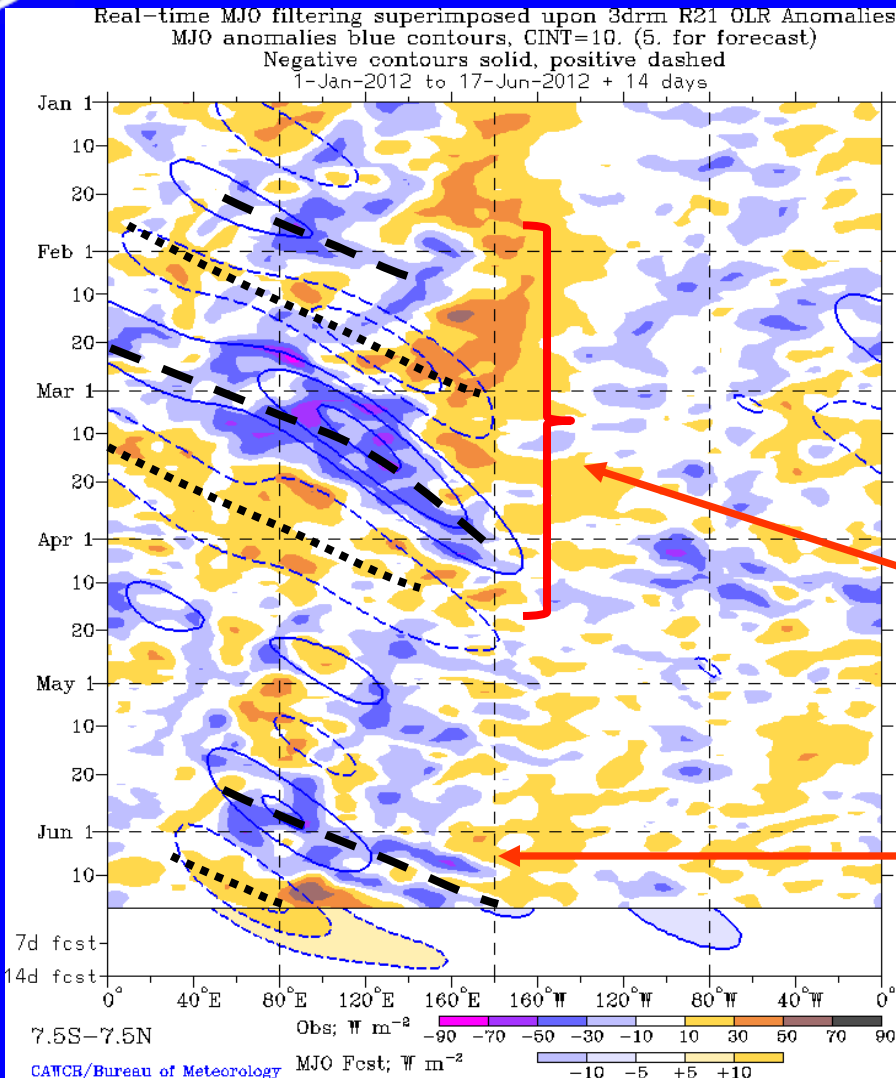 Real-time MJO filtering superimposed upon 3drm R21 OLR Anomalies
MJO anomalies blue contours, CINT=10. (5. for forecast)
Negative contours solid, positive dashed
1-Jan-2012 to 17-Jun-2012 + 14 days
Jan 1
10
20
Feb 1
10
20
Mar 1
10
20
Apr 1
10
20
May 1
10
20
Jun 1
10
7d fcst
14d fcst
0° 40°E 80°E 120°E 160°E 160°W 120°W 80°W 40°W 0°
7.5S-7.5N
Obs; W m-2
-90 -70 -50 -30 -10 10 30 50 70 90
CAWCR/Bureau of Meteorology
MJO Fcst; W m-2
-10 -5 +5 +10